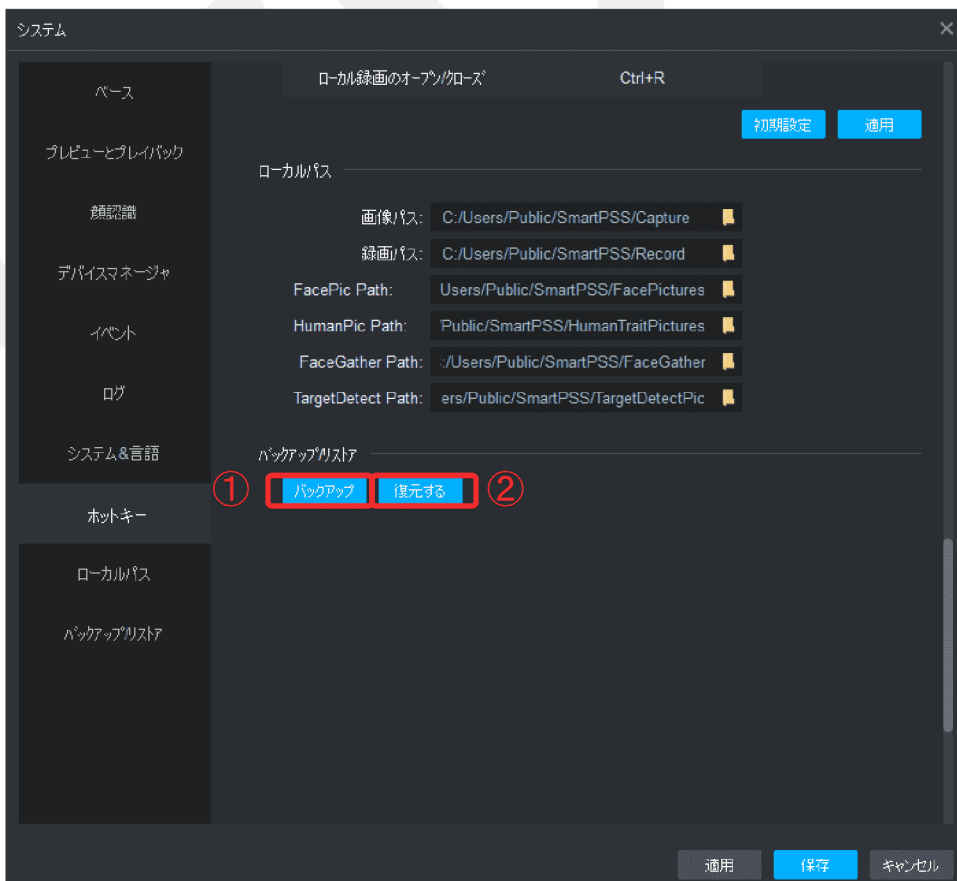 システム
ベース
プレビューとプレイバック
顔認識
デバイスマネージャ
イベント
ログ
システム&言語
ホットキー
ローカルパス
バックアップ/リストア
ローカル録画のオープン/クローズ Ctrl+R
初期設定 適用
ローカルパス
画像パス: C:/Users/Public/SmartPSS/Capture
録画パス: C:/Users/Public/SmartPSS/Record
FacePic Path: Users/Public/SmartPSS/FacePictures
HumanPic Path: 'Public/SmartPSS/HumanTraitPictures
FaceGather Path: :/Users/Public/SmartPSS/FaceGather
TargetDetect Path: ers/Public/SmartPSS/TargetDetectPic
バックアップ/リストア
① バックアップ 復元する ②
適用 保存 キャンセル